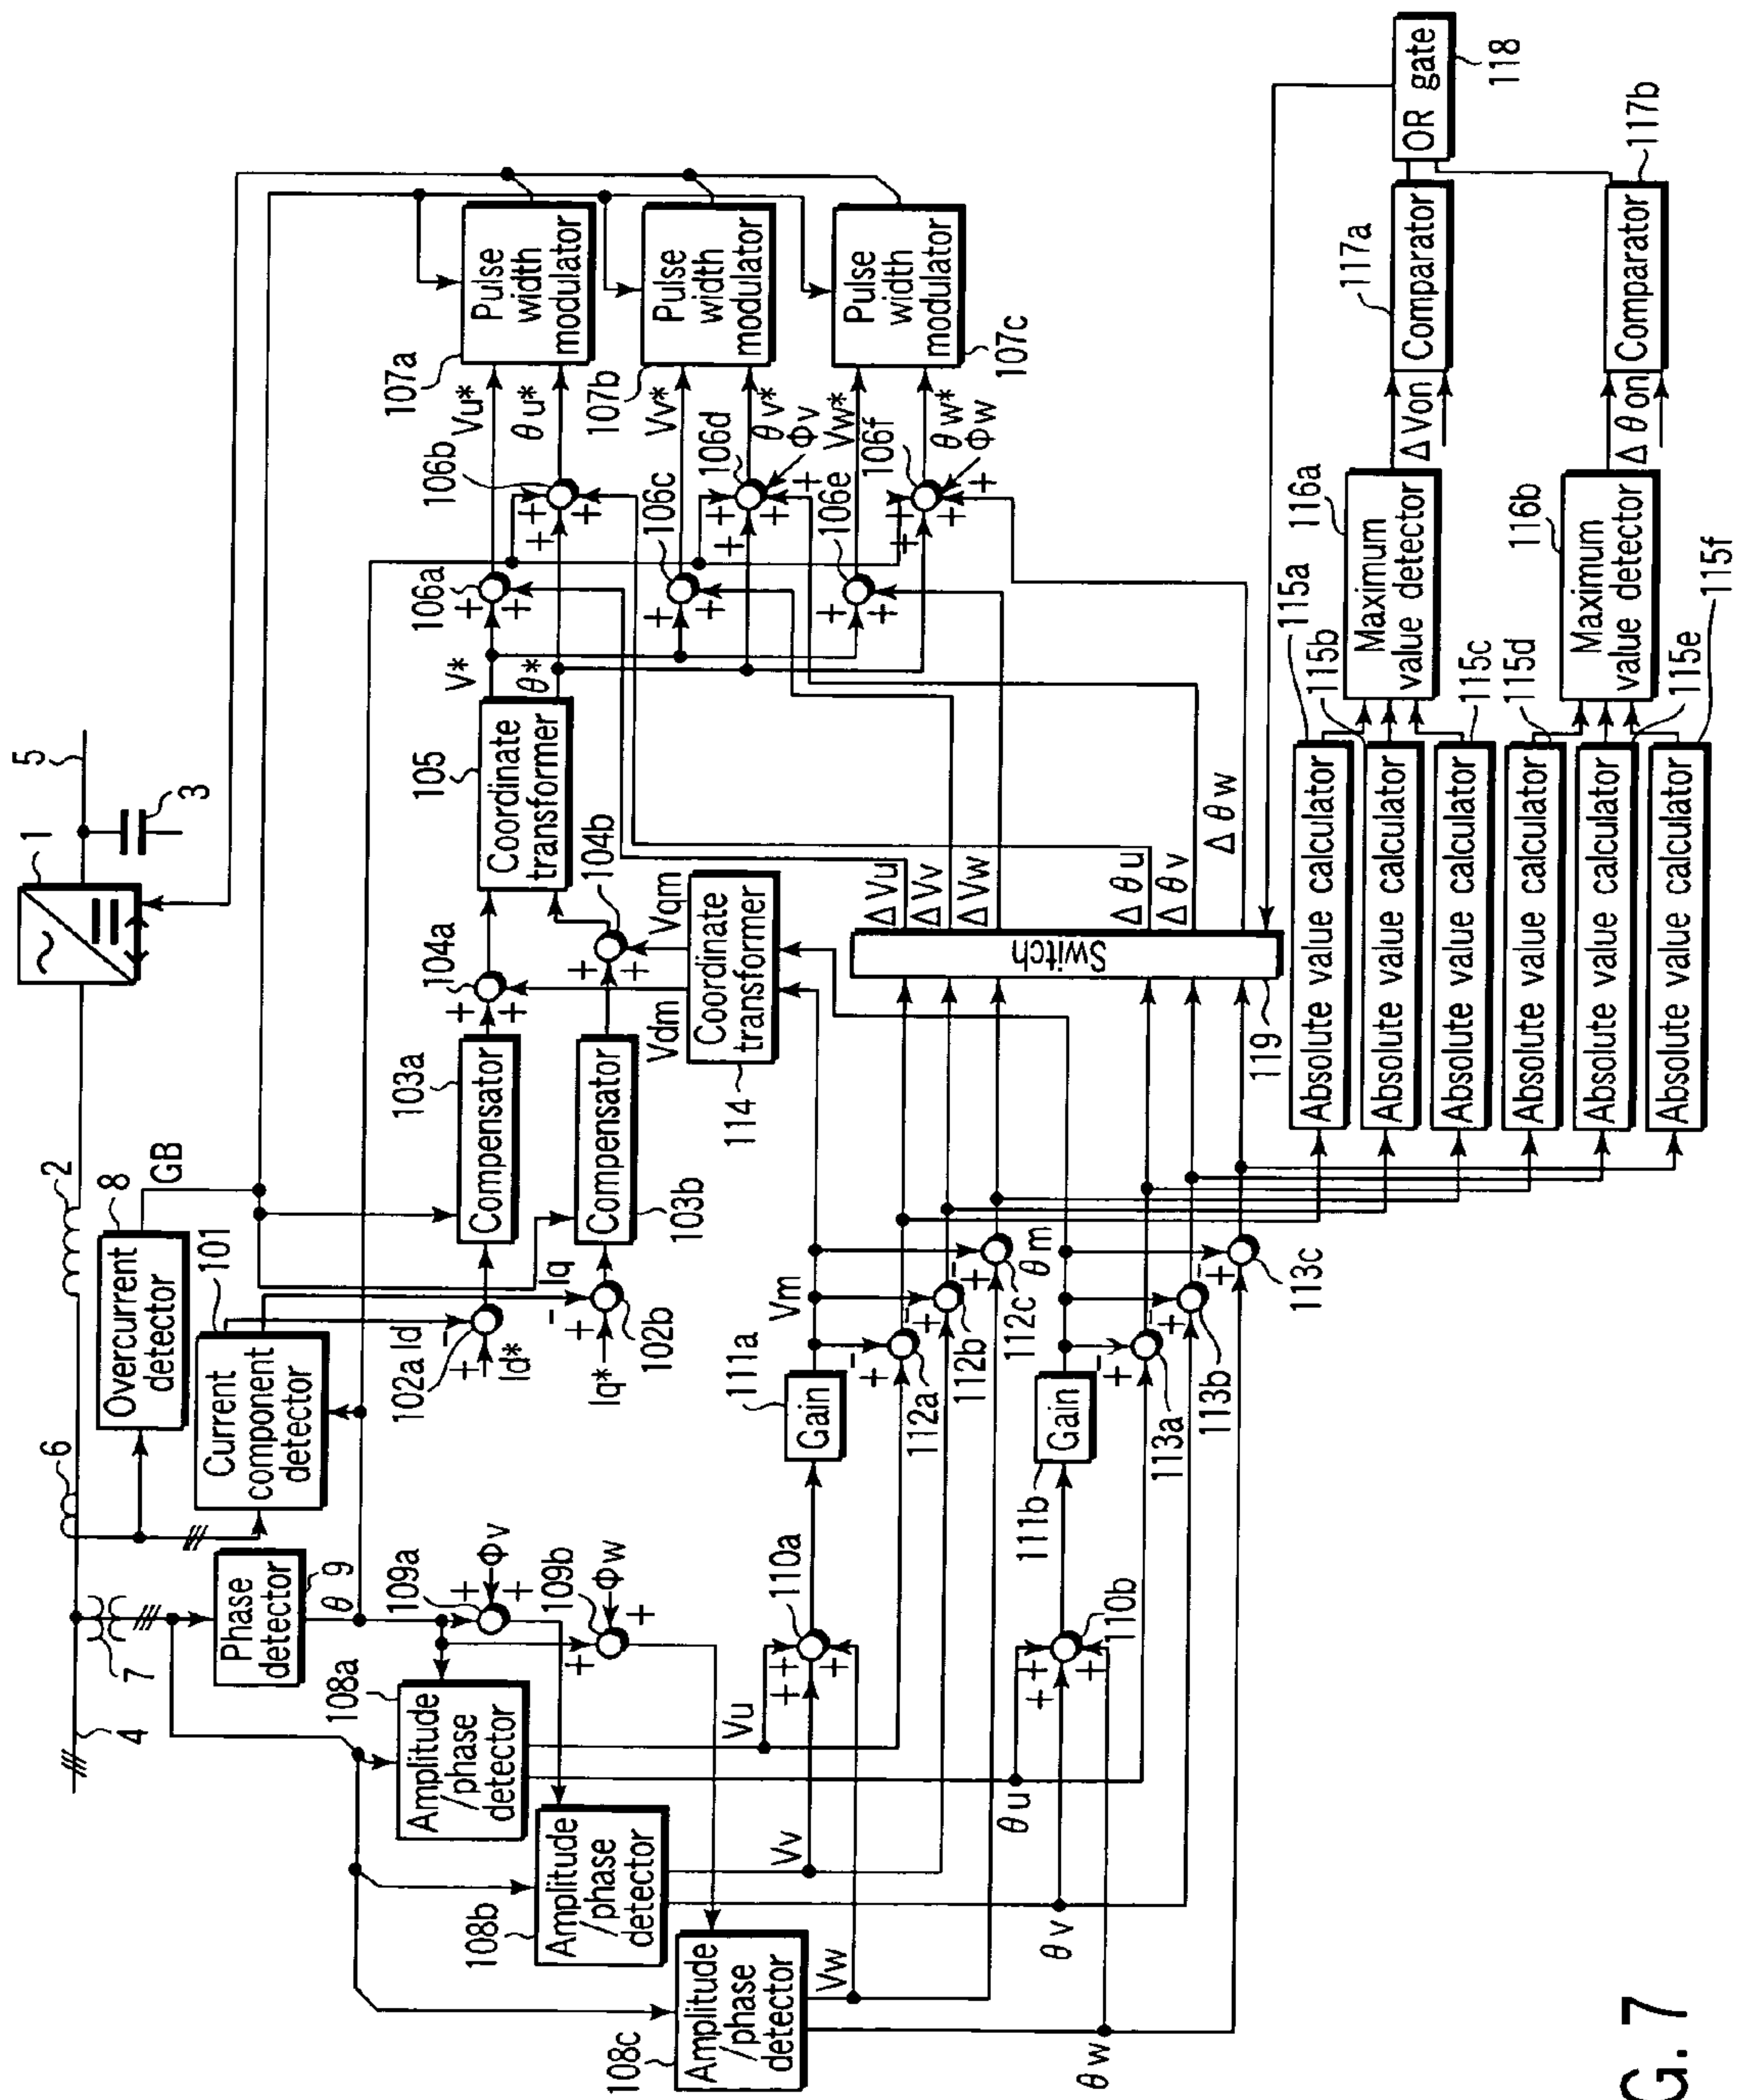 1
5
3
2
8
GB
Overcurrent
detector
6
101
Current
component
detector
7
4
Phase
detector
9
θ
109a
Φv
+
+
109b
Φw
+
+
108a
Amplitude
/phase
detector
108b
Amplitude
/phase
detector
108c
Amplitude
/phase
detector
Vu
Vv
Vw
θu
θv
θw
102a
Id
-
+
Id*
Iq
-
+
Iq*
102b
103a
Compensator
Compensator
103b
104a
+
+
104b
+
+
105
Coordinate
transformer
Vdm
Vqm
Coordinate
transformer
114
V*
θ*
106a
+
+
106b
+
+
+
106c
+
+
106d
+
+
+
Φv
106e
+
+
106f
+
+
+
+
Φw
Vu*
θu*
Vv*
θv*
Vw*
θw*
107a
Pulse
width
modulator
107b
Pulse
width
modulator
Pulse
width
modulator
107c
110a
+
+
+
111a
Gain
Vm
-
+
112a
-
+
112b
-
+
112c
110b
+
+
+
111b
Gain
θm
-
+
113a
-
+
113b
-
+
113c
Switch
119
ΔVu
ΔVv
ΔVw
Δθu
Δθv
Δθw
Absolute value calculator
115a
Absolute value calculator
115b
Absolute value calculator
115c
Absolute value calculator
115d
Absolute value calculator
115e
Absolute value calculator
115f
116a
Maximum
value detector
116b
Maximum
value detector
ΔVon
Δθon
117a
Comparator
117b
Comparator
OR gate
118
G. 7